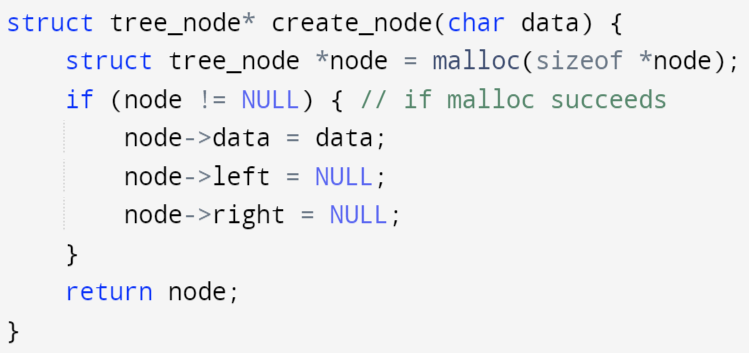 struct tree_node* create_node(char data) {
    struct tree_node *node = malloc(sizeof *node);
    if (node != NULL) { // if malloc succeeds
        node->data = data;
        node->left = NULL;
        node->right = NULL;
    }
    return node;
}